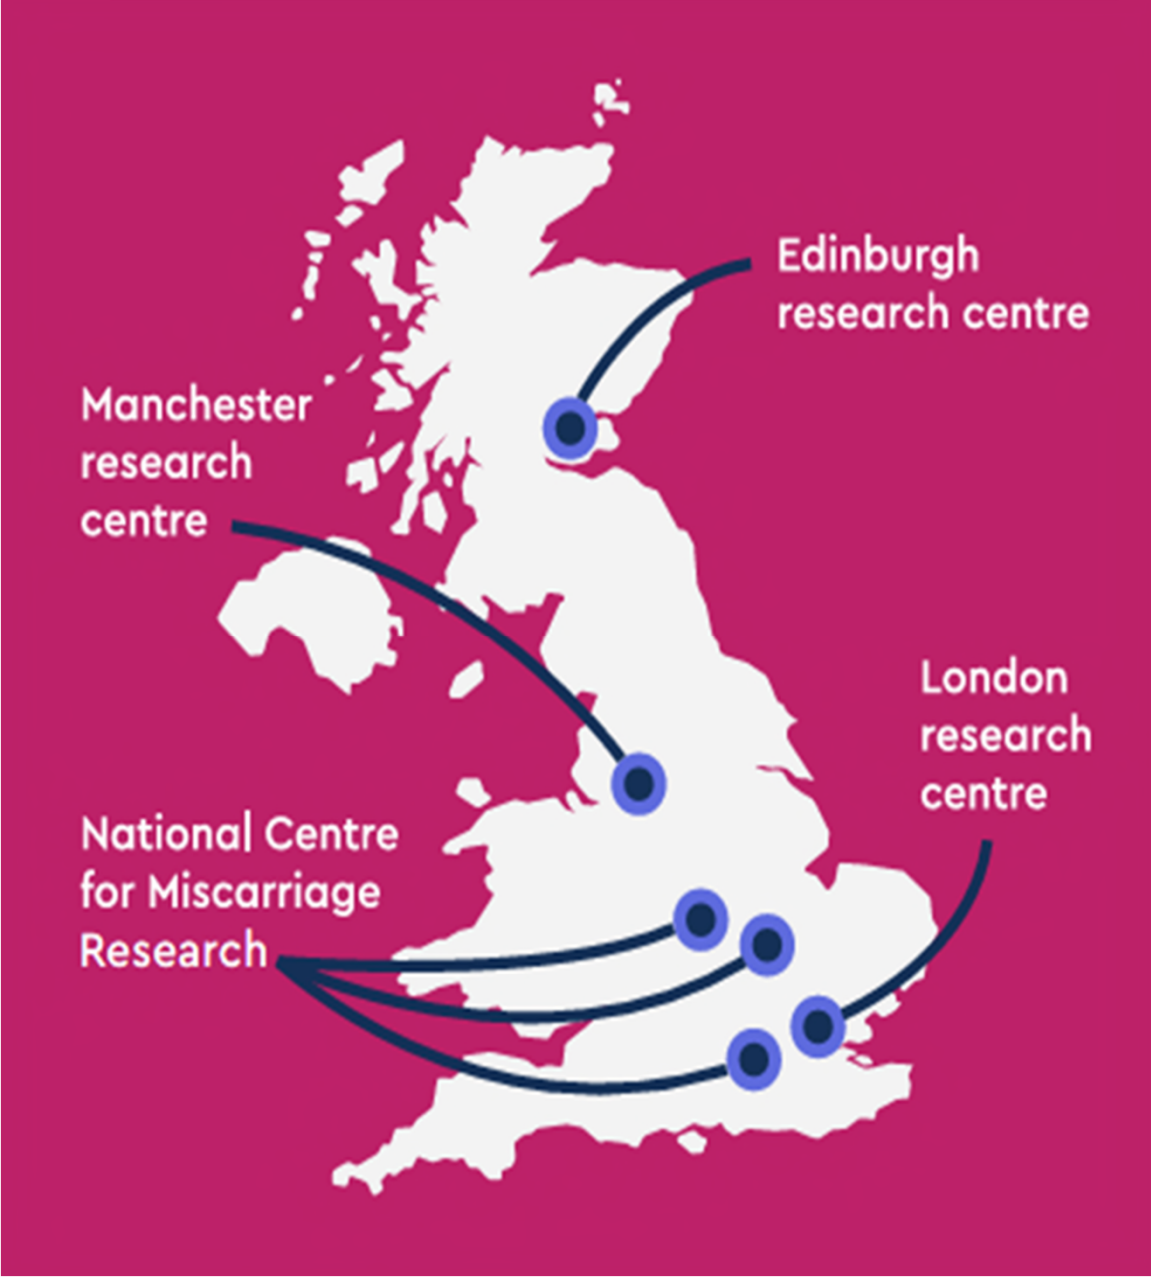 Edinburgh
research centre
Manchester
research
centre
London
research
centre
National Centre
for Miscarriage
Research